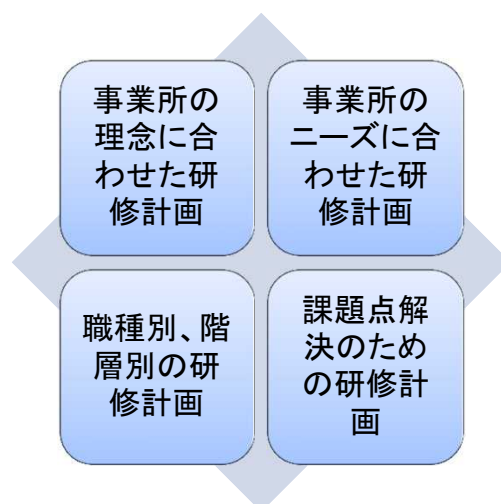 事業所の
理念に合
わせた研
修計画
事業所の
ニーズに合
わせた研
修計画
職種別、階
層別の研
修計画
課題点解
決のため
の研修計
画